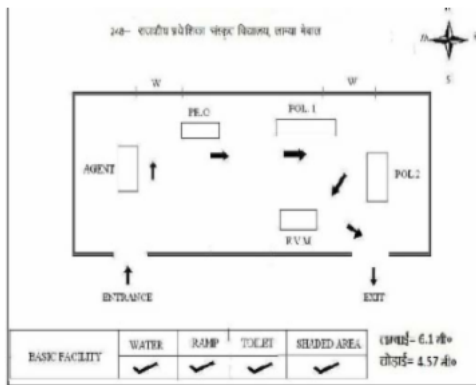 248- राजकीय प्रवेशिका संस्कृत विद्यालय, लाम्या मेवाल
N
S
W W
PR.O
POL. 1
AGENT
POL.2
E.V.M
ENTRANCE
EXIT
BASIC FACILITY WATER RAMP TOILET SHADED AREA
लम्बाई= 6.1 मी०
चौड़ाई= 4.57 मी०